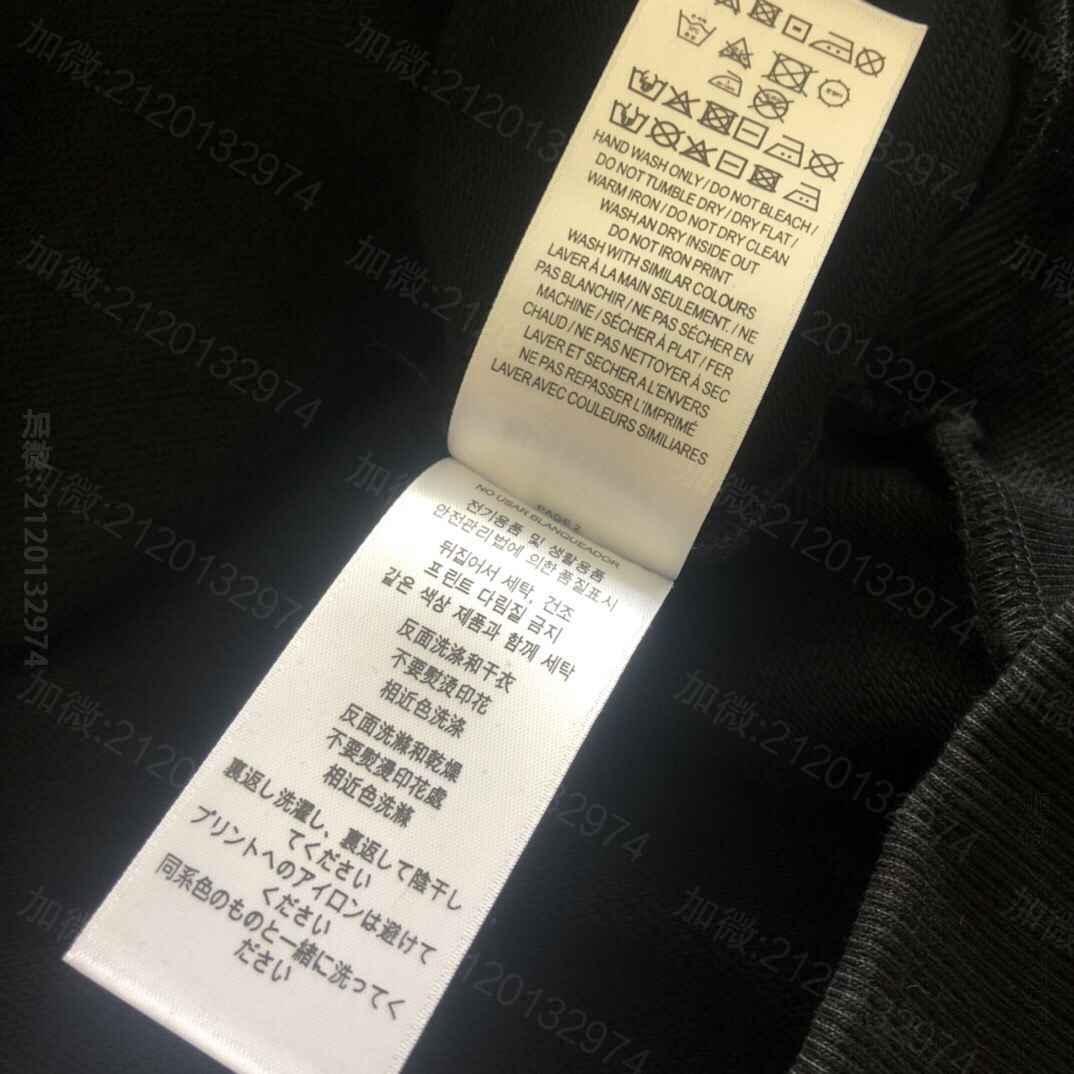 HAND WASH ONLY / DO NOT BLEACH /
DO NOT TUMBLE DRY / DRY FLAT /
WARM IRON / DO NOT DRY CLEAN
WASH AN DRY INSIDE OUT
DO NOT IRON PRINT
WASH WITH SIMILAR COLOURS
LAVER À LA MAIN SEULEMENT. / NE
PAS BLANCHIR / NE PAS SÉCHER EN
MACHINE / SÉCHER À PLAT / FER
CHAUD / NE PAS NETTOYER À SEC
LAVER ET SECHER A L'ENVERS
NE PAS REPASSER L'IMPRIMÉ
LAVER AVEC COULEURS SIMILIARES
PAGE 2
NO USAR BLANQUEADOR
전기용품 및 생활용품
안전관리법에 의한 품질표시
뒤집어서 세탁, 건조
프린트 다림질 금지
같은 색상 제품과 함께 세탁
反面洗涤和干衣
不要熨烫印花
相近色洗涤
反面洗滌和乾燥
不要熨燙印花處
相近色洗滌
裏返し洗濯し、裏返して陰干し
てください
プリントへのアイロンは避けて
ください
同系色のものと一緒に洗ってく
ださい
加微:2120132974